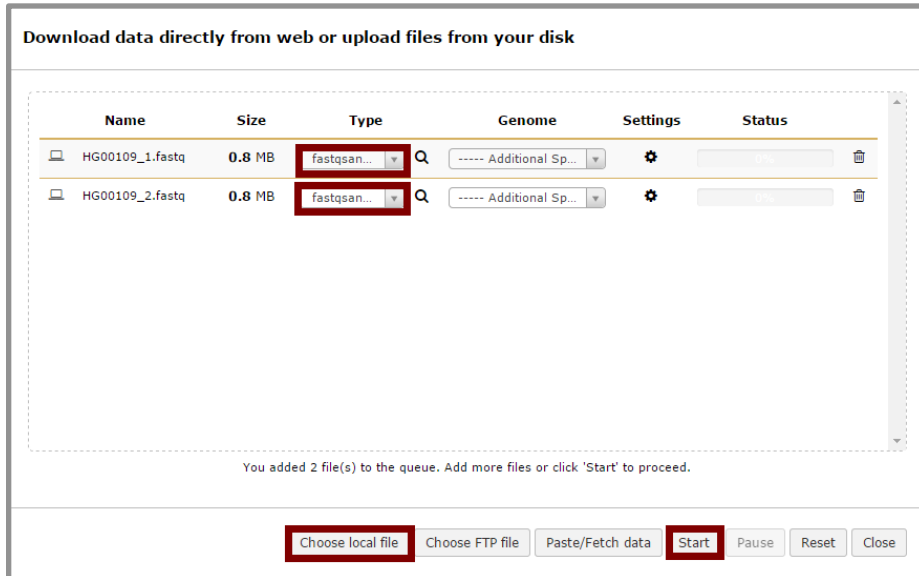 Download data directly from web or upload files from your disk
Name Size Type Genome Settings Status
HG00109_1.fastq 0.8 MB fastqsan... ----- Additional Sp... 0%
HG00109_2.fastq 0.8 MB fastqsan... ----- Additional Sp... 0%
You added 2 file(s) to the queue. Add more files or click 'Start' to proceed.
Choose local file Choose FTP file Paste/Fetch data Start Pause Reset Close